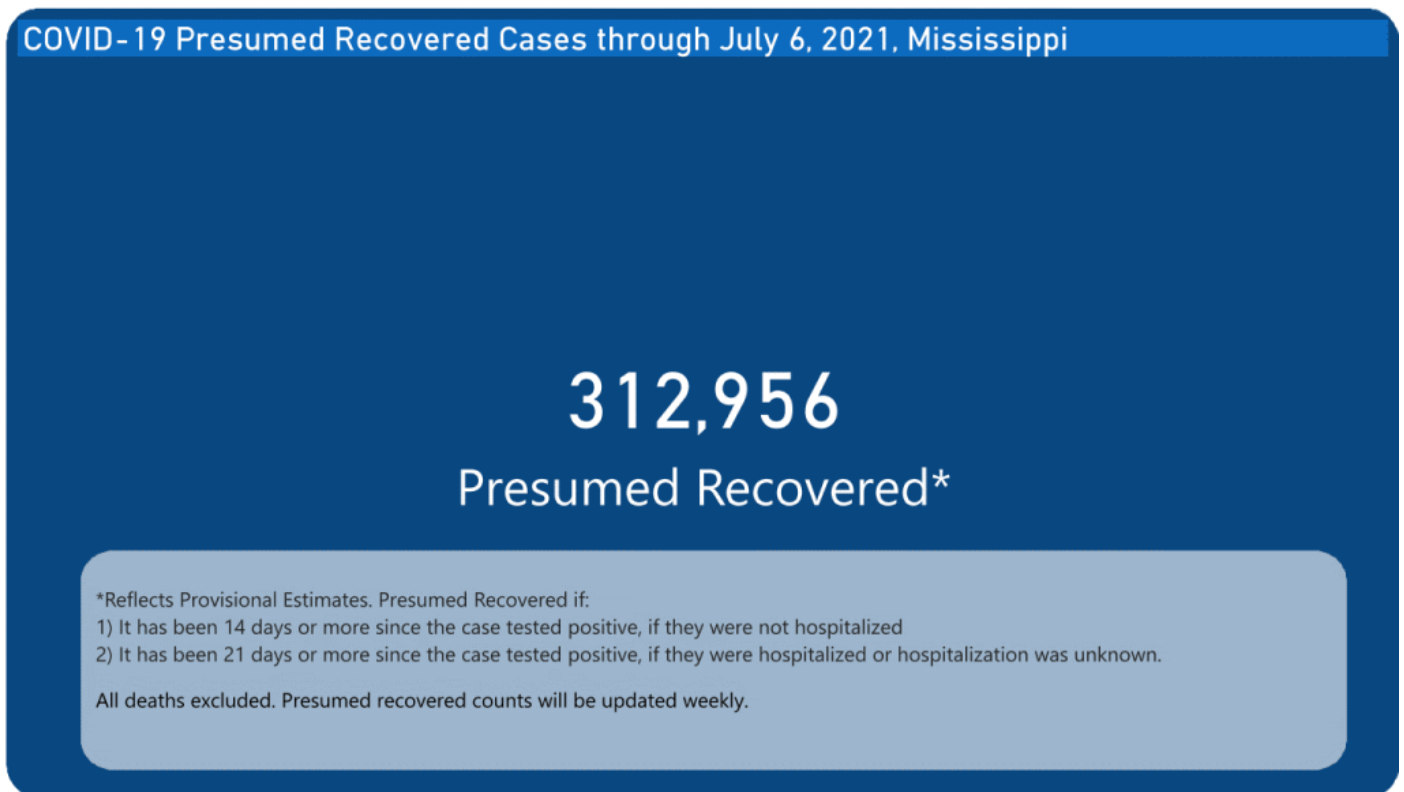 COVID-19 Presumed Recovered Cases through July 6, 2021, Mississippi
312,956
Presumed Recovered*
*Reflects Provisional Estimates. Presumed Recovered if:
1) It has been 14 days or more since the case tested positive, if they were not hospitalized
2) It has been 21 days or more since the case tested positive, if they were hospitalized or hospitalization was unknown.
All deaths excluded. Presumed recovered counts will be updated weekly.